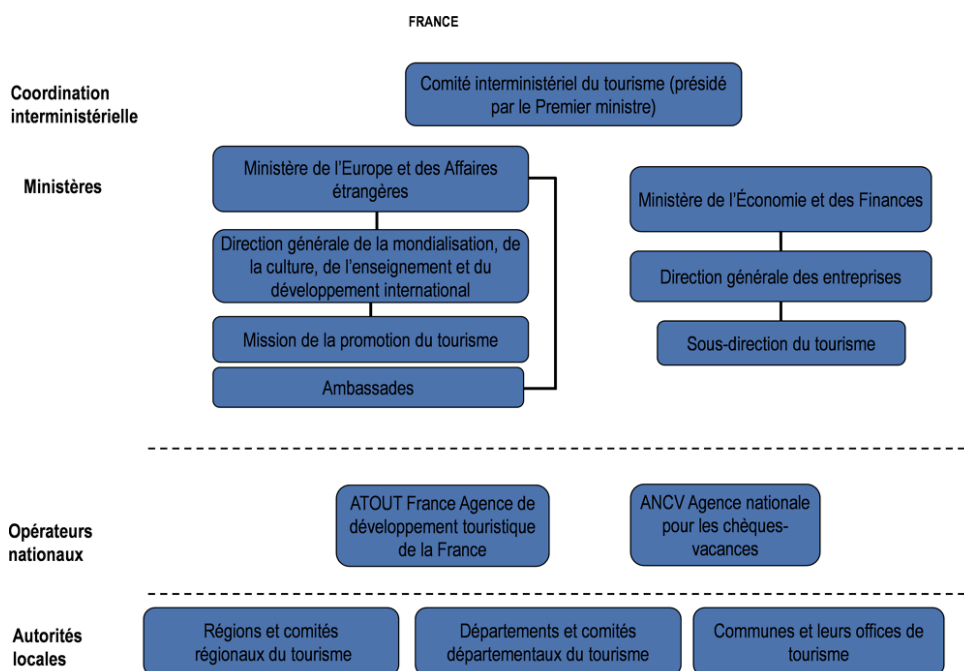 FRANCE
Coordination
interministérielle
Comité interministériel du tourisme (présidé
par le Premier ministre)
Ministères
Ministère de l’Europe et des Affaires
étrangères
Ministère de l’Économie et des Finances
Direction générale de la mondialisation, de
la culture, de l’enseignement et du
développement international
Direction générale des entreprises
Mission de la promotion du tourisme
Sous-direction du tourisme
Ambassades
Opérateurs
nationaux
ATOUT France Agence de
développement touristique
de la France
ANCV Agence nationale
pour les chèques-
vacances
Autorités
locales
Régions et comités
régionaux du tourisme
Départements et comités
départementaux du tourisme
Communes et leurs offices de
tourisme